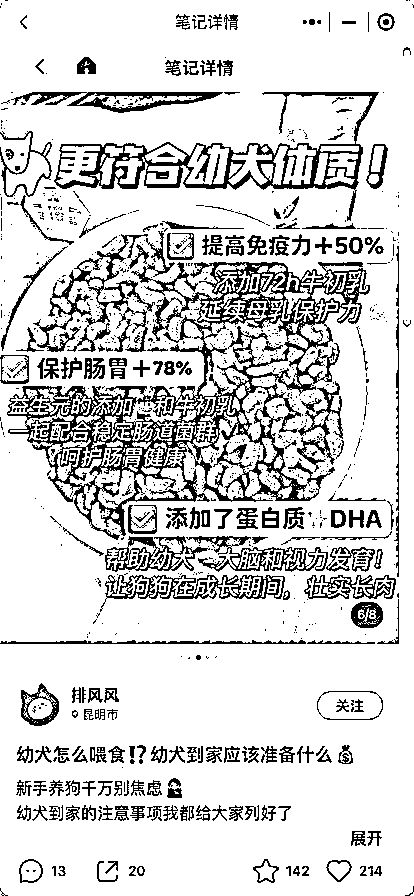 笔记详情
笔记详情
更符合幼犬体质！
提高免疫力+50%
添加72h牛初乳
延续母乳保护力
保护肠胃+78%
益生元的添加 和牛初乳
一起配合稳定肠道菌群
呵护肠胃健康
添加了蛋白质 DHA
帮助幼犬 大脑和视力发育！
让狗狗在成长期间，壮实长肉
6/8
排风风
昆明市
关注
幼犬怎么喂食⁉️幼犬到家应该准备什么💰
新手养狗千万别焦虑
幼犬到家的注意事项我都给大家列好了
展开
13
20
142
214